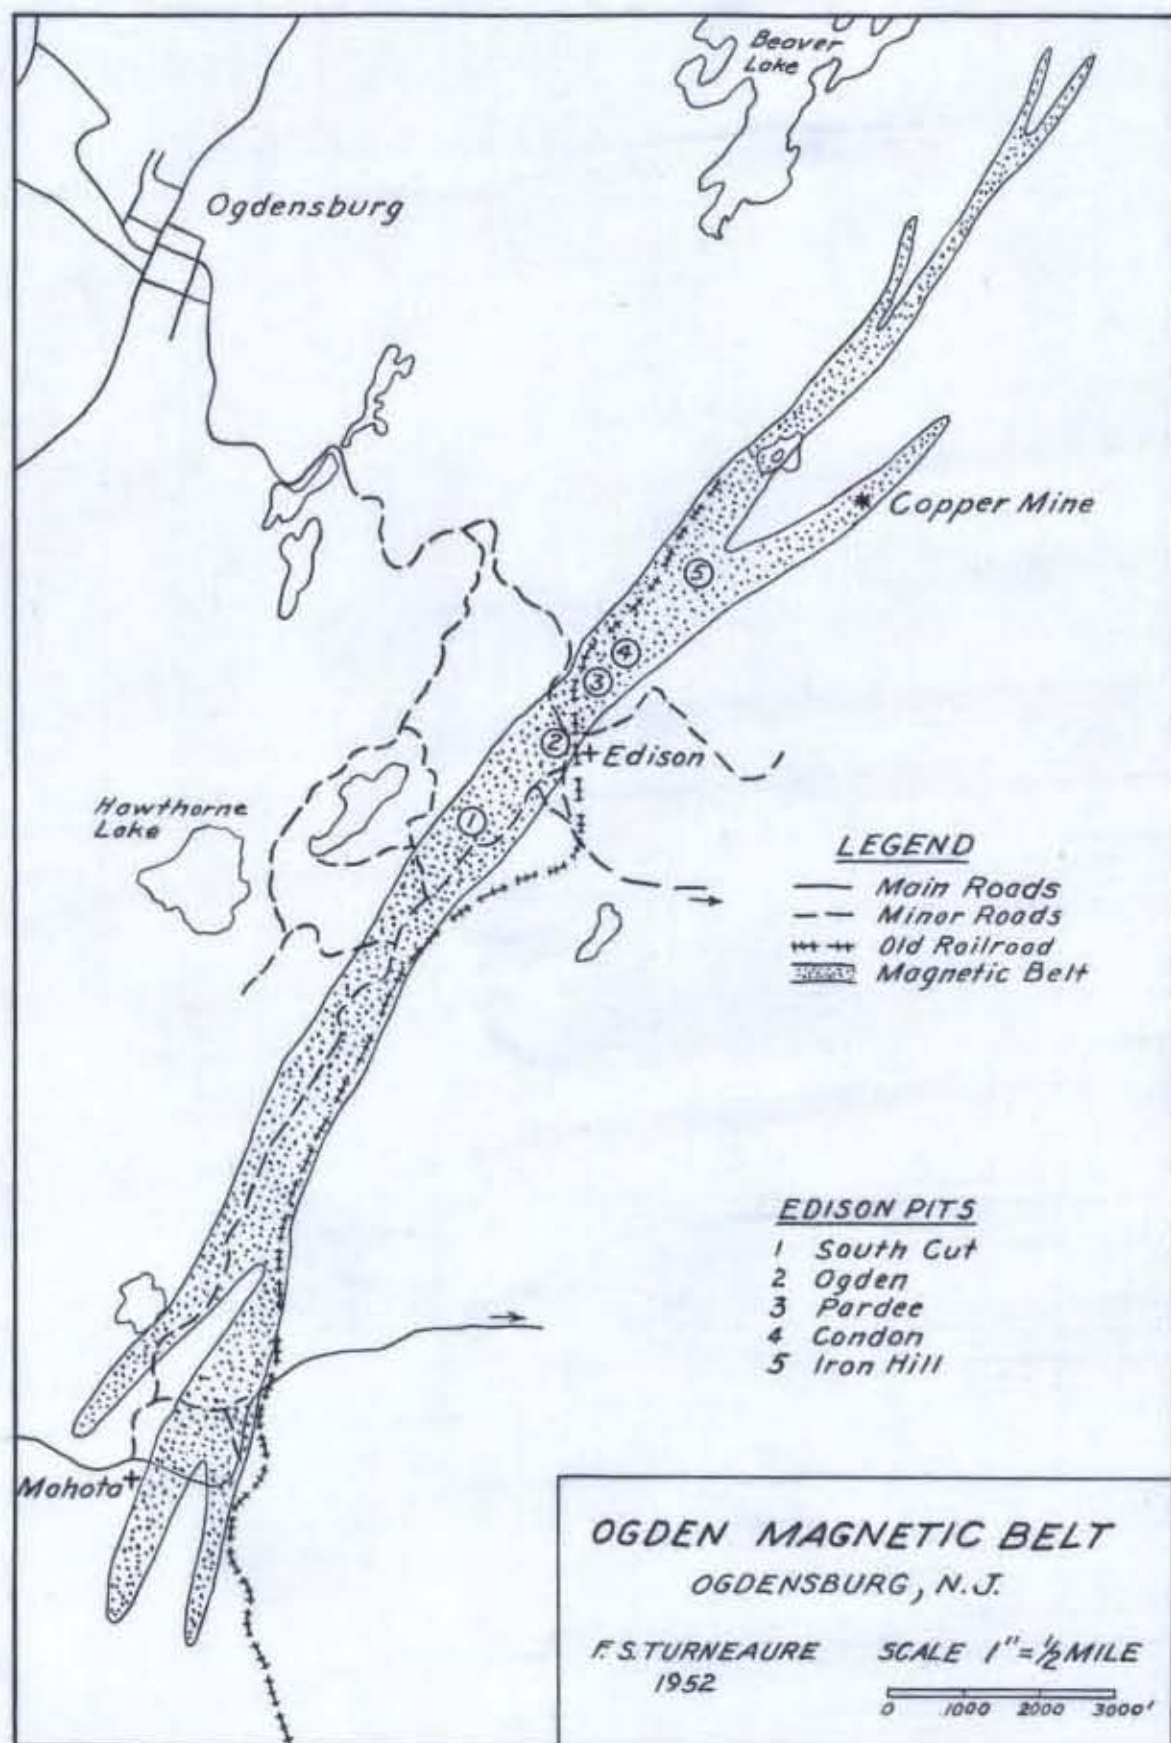 Beaver
Lake
Ogdensburg
Copper Mine
5
4
3
2
Edison
1
Hawthorne
Lake
LEGEND
Main Roads
Minor Roads
Old Railroad
Magnetic Belt
EDISON PITS
1 South Cut
2 Ogden
3 Pardee
4 Condon
5 Iron Hill
Mahota
OGDEN MAGNETIC BELT
OGDENSBURG, N.J.
F. S. TURNEAURE
1952
SCALE 1" = 1/2 MILE
0 1000 2000 3000'